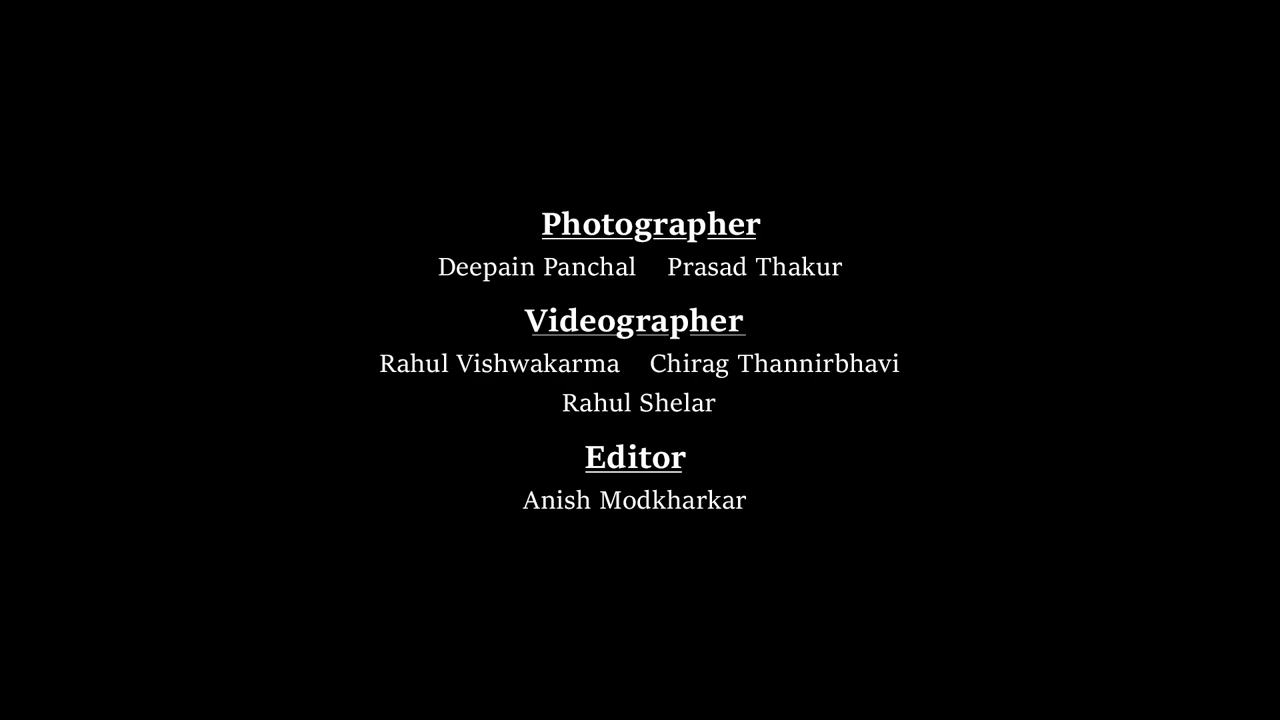 Photographer
Deepain Panchal Prasad Thakur
Videographer
Rahul Vishwakarma Chirag Thannirbhavi
Rahul Shelar
Editor
Anish Modkharkar